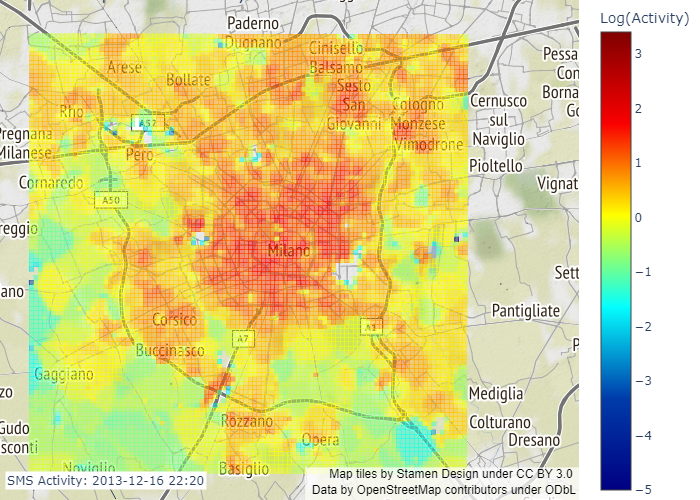 Log(Activity)
3
2
1
0
−1
−2
−3
−4
−5
Paderno
Dugnano
Cinisello
Balsamo
Arese
Bollate
Sesto
San
Giovanni
Pessa
Con
Borna
Rho
Cologno
Monzese
Cernusco
sul
Naviglio
A52
Pregnana
Milanese
Pero
Vimodrone
Pioltello
Cornaredo
Vignat
A50
reggio
Milano
Sett
ano
Pantigliate
Corsico
A7
Buccinasco
Gaggiano
Mediglia
Rozzano
Colturano
Gudo
sconti
Opera
Dresano
Noviglio
Basiglio
SMS Activity: 2013-12-16 22:20
Map tiles by Stamen Design under CC BY 3.0
Data by OpenStreetMap contributors under ODbL